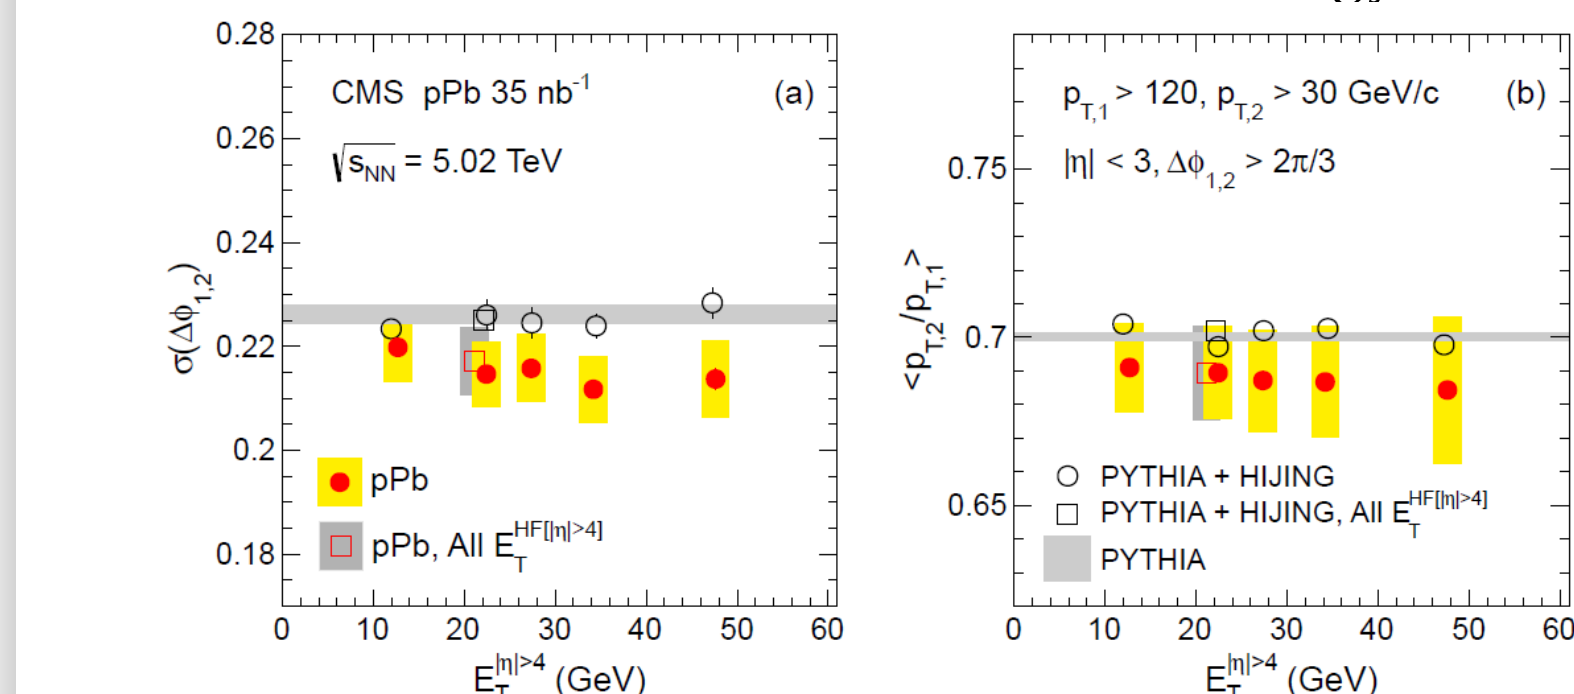 0.28
0.26
0.24
0.22
0.2
0.18
σ(Δϕ1,2)
CMS pPb 35 nb-1
(a)
√sNN = 5.02 TeV
pPb
pPb, All ETHF[|η|>4]
0 10 20 30 40 50 60
ET|η|>4 (GeV)
0.75
0.7
0.65
<pT,2/pT,1>
pT,1 > 120, pT,2 > 30 GeV/c
(b)
|η| < 3, Δϕ1,2 > 2π/3
PYTHIA + HIJING
PYTHIA + HIJING, All ETHF[|η|>4]
PYTHIA
0 10 20 30 40 50 60
ET|η|>4 (GeV)